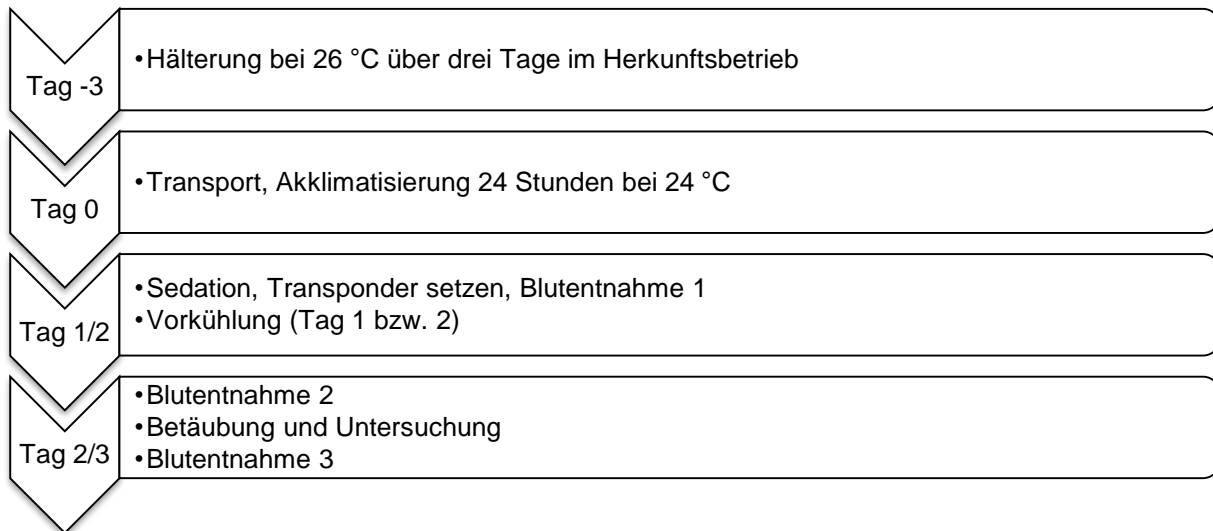 Tag -3
•Hälterung bei 26 °C über drei Tage im Herkunftsbetrieb
Tag 0
•Transport, Akklimatisierung 24 Stunden bei 24 °C
Tag 1/2
•Sedation, Transponder setzen, Blutentnahme 1
•Vorkühlung (Tag 1 bzw. 2)
Tag 2/3
•Blutentnahme 2
•Betäubung und Untersuchung
•Blutentnahme 3